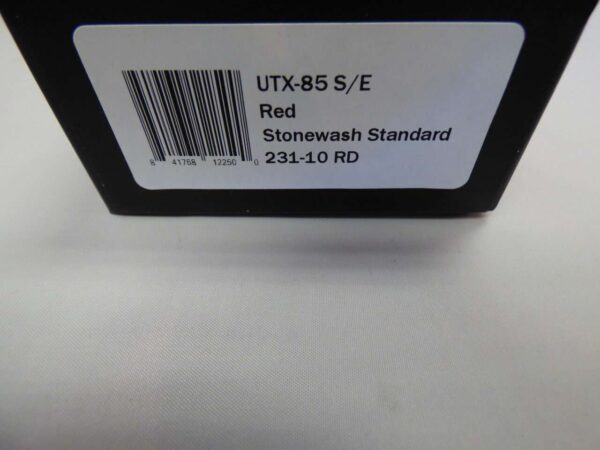 UTX-85 S/E
Red
Stonewash Standard
231-10 RD
8 41768 12250 0